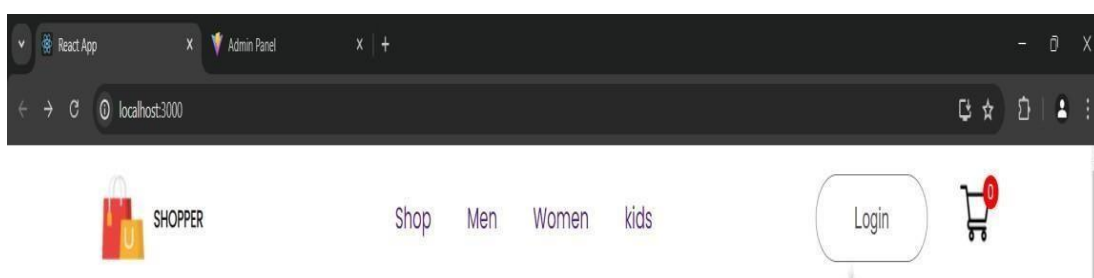 React App Admin Panel
localhost:3000
SHOPPER Shop Men Women kids Login 0
U